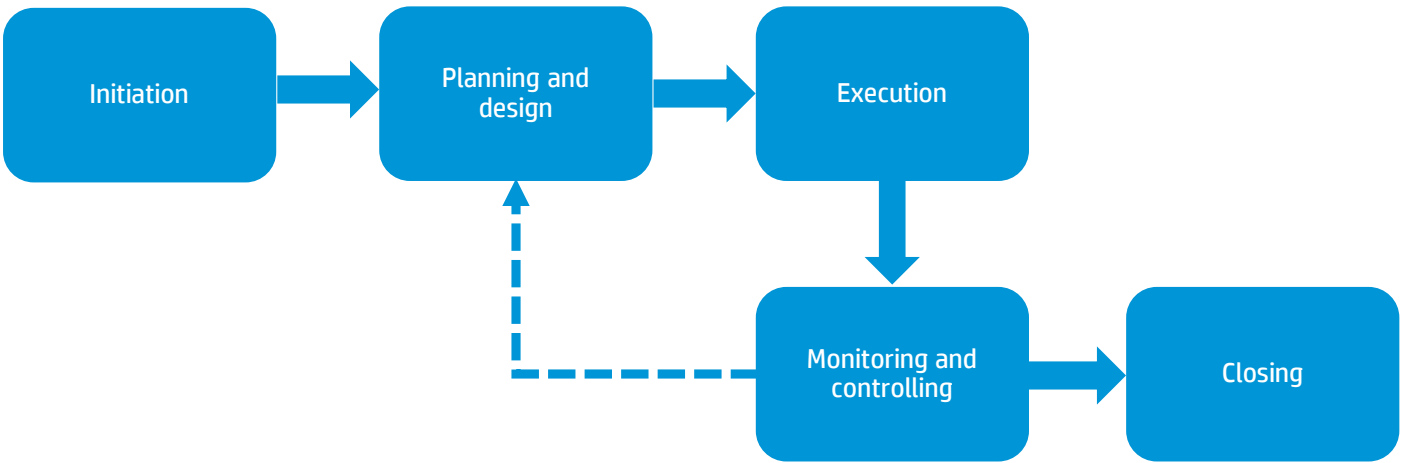 Initiation
Planning and
design
Execution
Monitoring and
controlling
Closing